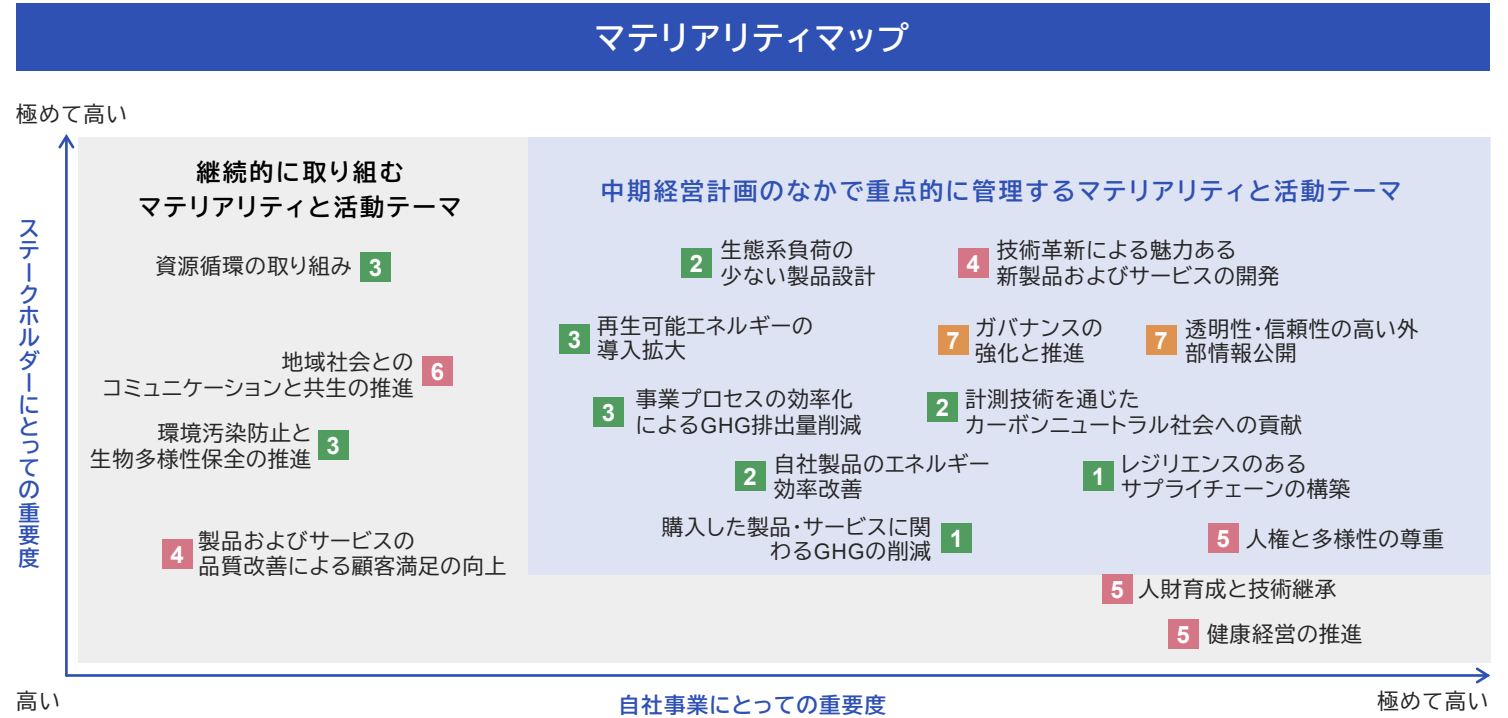 マテリアリティマップ
極めて高い
ステークホルダーにとっての重要度
継続的に取り組む
マテリアリティと活動テーマ
資源循環の取り組み 3
地域社会との
コミュニケーションと共生の推進 6
環境汚染防止と
生物多様性保全の推進 3
4 製品およびサービスの
品質改善による顧客満足の向上
中期経営計画のなかで重点的に管理するマテリアリティと活動テーマ
2 生態系負荷の
少ない製品設計
4 技術革新による魅力ある
新製品およびサービスの開発
3 再生可能エネルギーの
導入拡大
7 ガバナンスの
強化と推進
7 透明性・信頼性の高い外
部情報公開
3 事業プロセスの効率化
によるGHG排出量削減
2 計測技術を通じた
カーボンニュートラル社会への貢献
2 自社製品のエネルギー
効率改善
1 レジリエンスのある
サプライチェーンの構築
購入した製品・サービスに関
わるGHGの削減 1
5 人権と多様性の尊重
5 人財育成と技術継承
5 健康経営の推進
高い
自社事業にとっての重要度
極めて高い